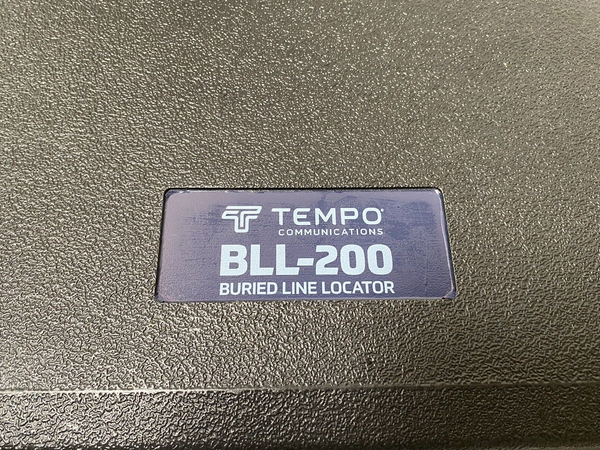 TEMPO
COMMUNICATIONS
BLL-200
BURIED LINE LOCATOR